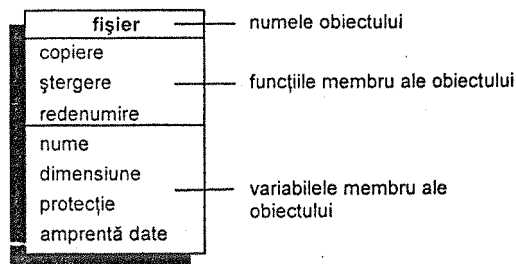 fişier
numele obiectului
copiere
ştergere
funcţiile membru ale obiectului
redenumire
nume
dimensiune
protecţie
variabilele membru ale
obiectului
amprentă date